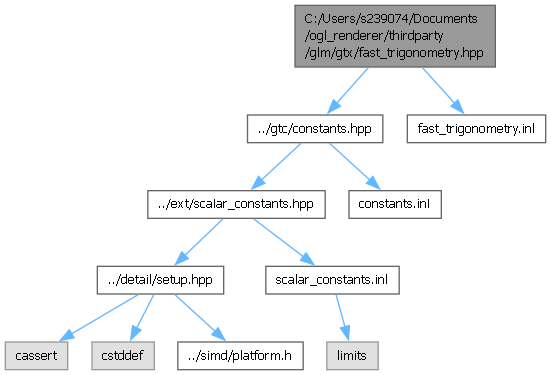 C:/Users/s239074/Documents
/ogl_renderer/thirdparty
/glm/gtx/fast_trigonometry.hpp
../gtc/constants.hpp
fast_trigonometry.inl
../ext/scalar_constants.hpp
constants.inl
../detail/setup.hpp
scalar_constants.inl
cassert
cstddef
../simd/platform.h
limits